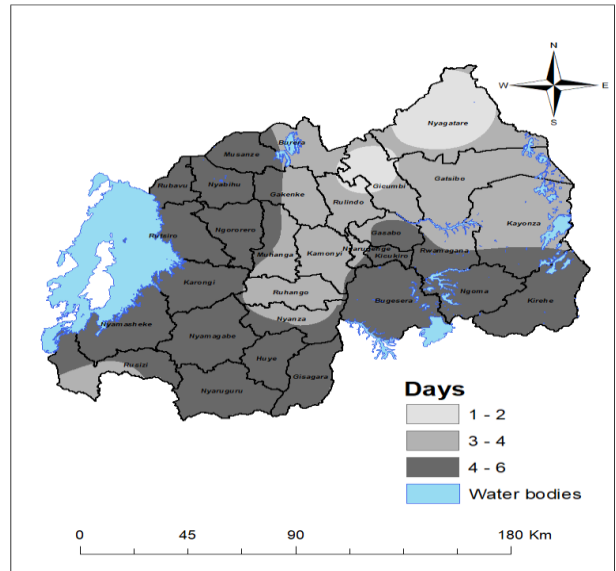 N
W E
S
Nyagatare
Burera
Musanze
Rubavu
Nyabihu
Gakenke
Gicumbi
Gatsibo
Rulindo
Ngororero
Kayonza
Rutsiro
Gasabo
Nyarugenge
Muhanga
Kamonyi
Kicukiro
Rwamagana
Karongi
Ruhango
Ngoma
Kirehe
Bugesera
Nyanza
Nyamasheke
Nyamagabe
Huye
Rusizi
Gisagara
Nyaruguru
Days
1 - 2
3 - 4
4 - 6
Water bodies
0 45 90 180 Km